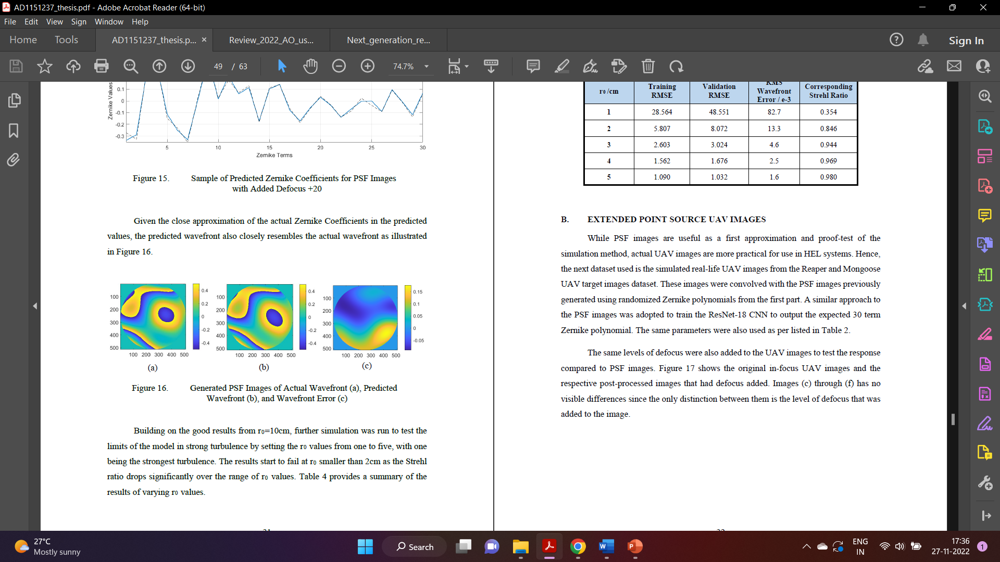 AD1151237_thesis.pdf - Adobe Acrobat Reader (64-bit)
File Edit View Sign Window Help
Home Tools AD1151237_thesis.p... × Review_2022_AO_us... Next_generation_re... Sign In
49 / 63 74.7%
Zernike Values
0.1
0
-0.1
-0.2
-0.3
5 10 15 20 25 30
Zernike Terms
Figure 15. Sample of Predicted Zernike Coefficients for PSF Images
with Added Defocus +20
Given the close approximation of the actual Zernike Coefficients in the predicted
values, the predicted wavefront also closely resembles the actual wavefront as illustrated
in Figure 16.
100
200
300
400
500
100 200 300 400 500
0.4
0.2
0
-0.2
-0.4
(a)
100
200
300
400
500
100 200 300 400 500
0.4
0.2
0
-0.2
-0.4
(b)
100
200
300
400
500
100 200 300 400 500
0.15
0.1
0.05
0
-0.05
(c)
Figure 16. Generated PSF Images of Actual Wavefront (a), Predicted
Wavefront (b), and Wavefront Error (c)
Building on the good results from r0=10cm, further simulation was run to test the
limits of the model in strong turbulence by setting the r0 values from one to five, with one
being the strongest turbulence. The results start to fail at r0 smaller than 2cm as the Strehl
ratio drops significantly over the range of r0 values. Table 4 provides a summary of the
results of varying r0 values.
r0 /cm Training RMSE Validation RMSE RMS Wavefront Error / e-3 Corresponding Strehl Ratio
1 28.564 48.551 82.7 0.354
2 5.807 8.072 13.3 0.846
3 2.603 3.024 4.6 0.944
4 1.562 1.676 2.5 0.969
5 1.090 1.032 1.6 0.980
B. EXTENDED POINT SOURCE UAV IMAGES
While PSF images are useful as a first approximation and proof-test of the
simulation method, actual UAV images are more practical for use in HEL systems. Hence,
the next dataset used is the simulated real-life UAV images from the Reaper and Mongoose
UAV target images dataset. These images were convolved with the PSF images previously
generated using randomized Zernike polynomials from the first part. A similar approach to
the PSF images was adopted to train the ResNet-18 CNN to output the expected 30 term
Zernike polynomial. The same parameters were also used as per listed in Table 2.
The same levels of defocus were also added to the UAV images to test the response
compared to PSF images. Figure 17 shows the original in-focus UAV images and the
respective post-processed images that had defocus added. Images (c) through (f) has no
visible differences since the only distinction between them is the level of defocus that was
added to the image.
27°C
Mostly sunny
Search
ENG
IN
17:36
27-11-2022
1